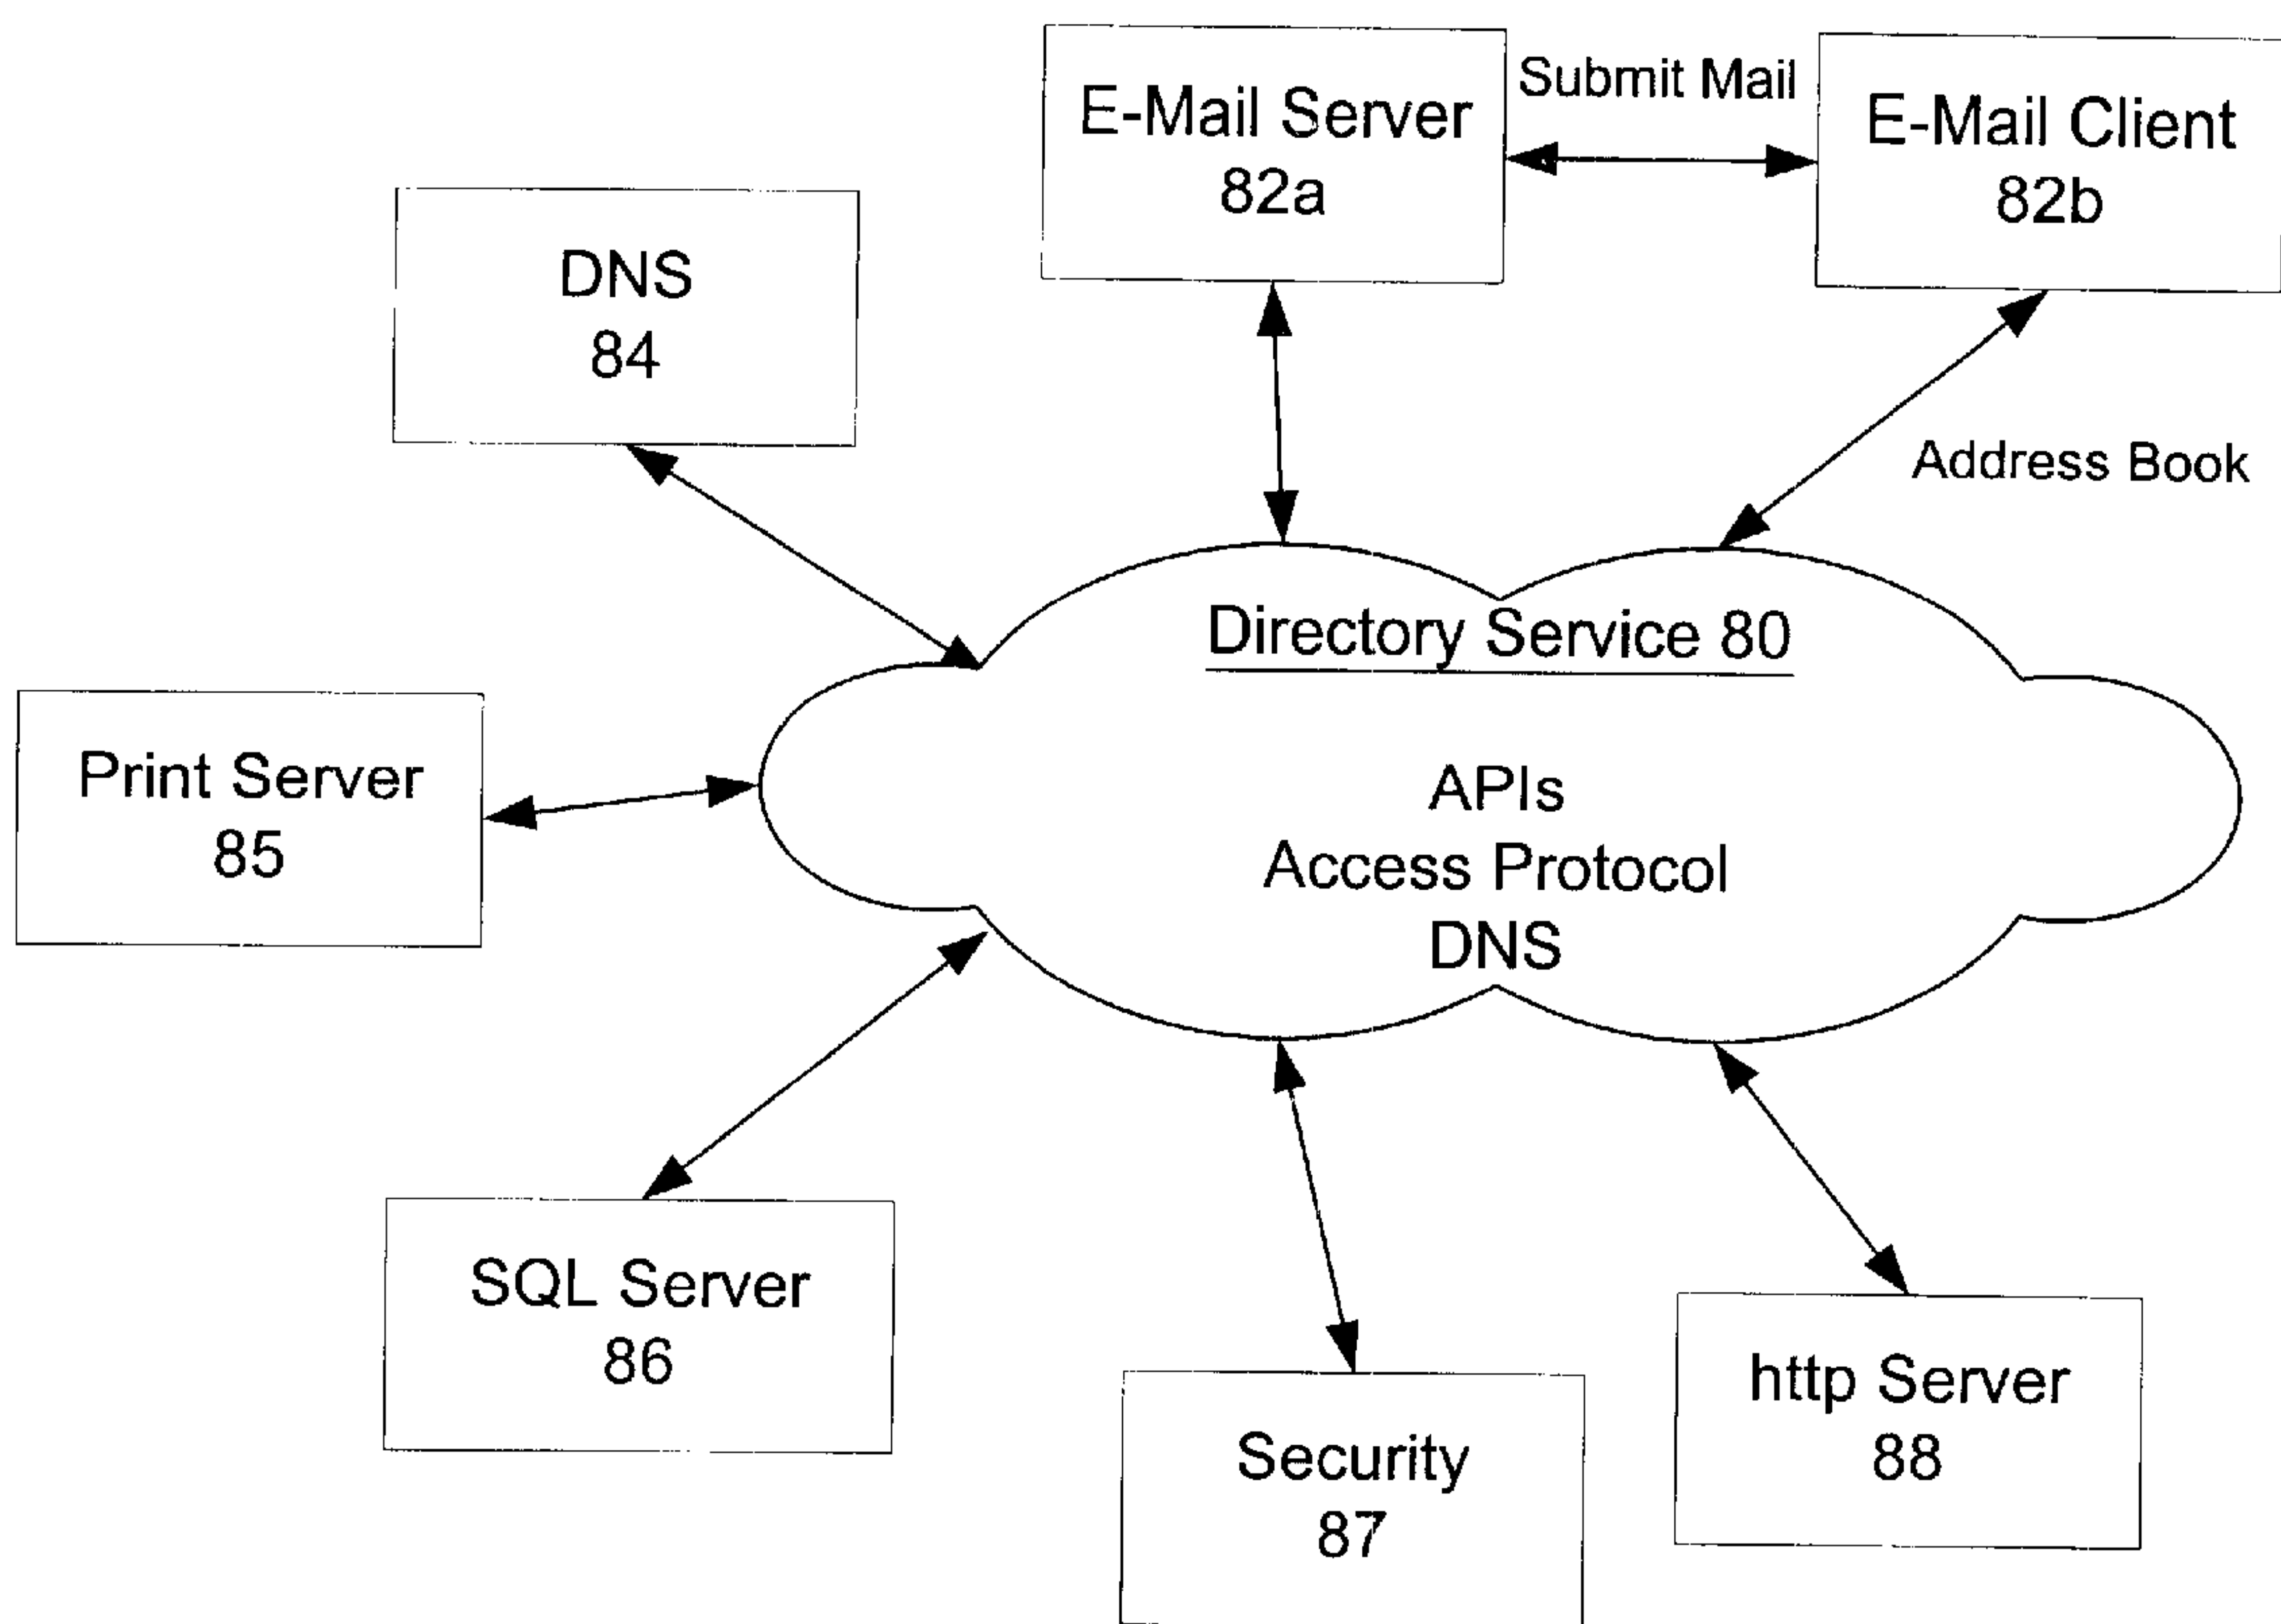 E-Mail Server
82a
Submit Mail
E-Mail Client
82b
DNS
84
Address Book
Directory Service 80
Print Server
85
APIs
Access Protocol
DNS
SQL Server
86
Security
87
http Server
88